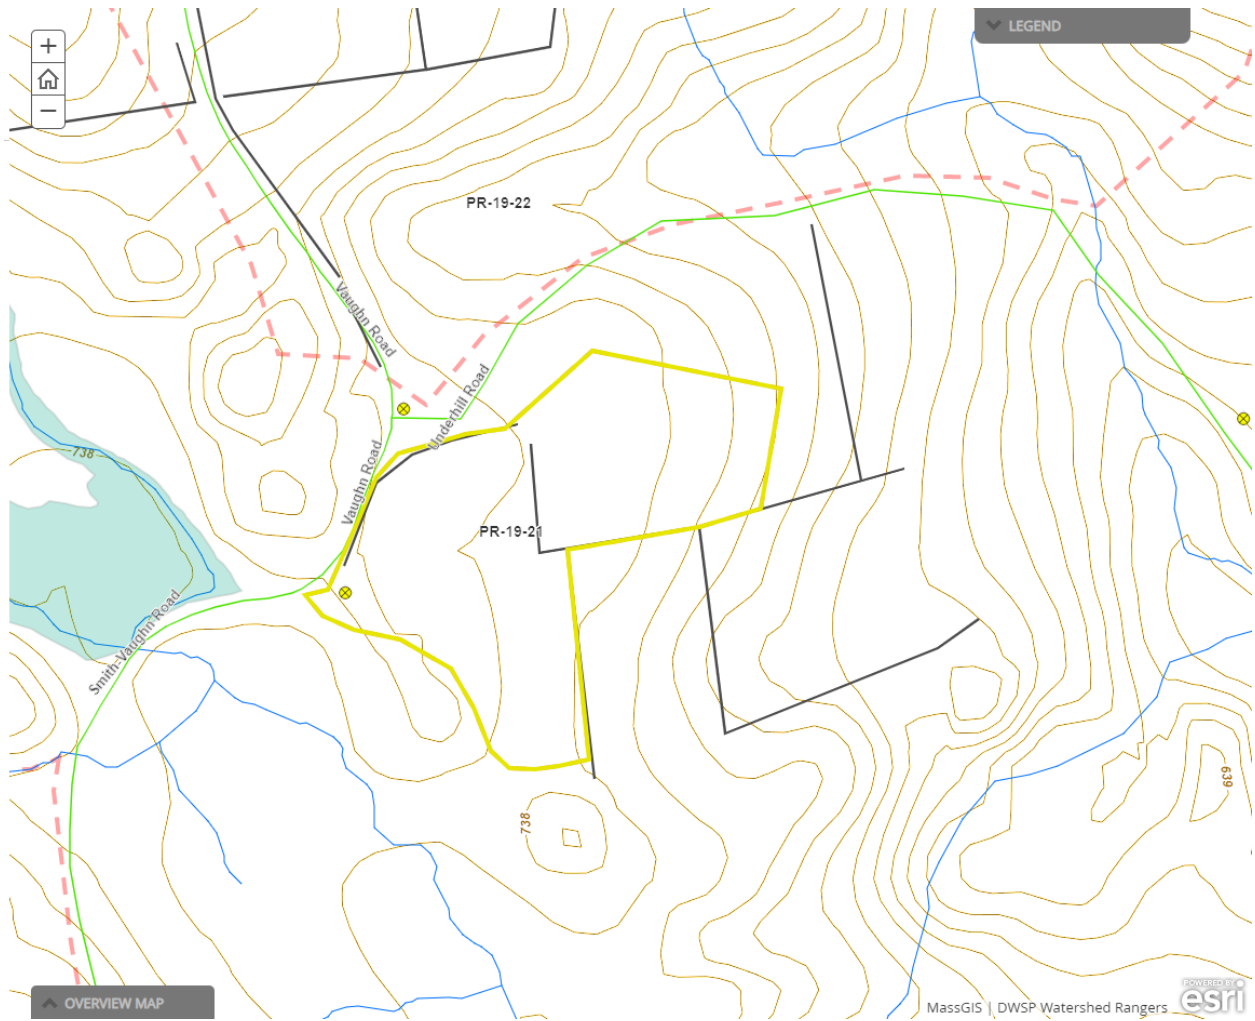 +
−
LEGEND
PR-19-22
Vaughn Road
Underhill Road
Vaughn Road
738
PR-19-21
Smith-Vaughn Road
639
738
OVERVIEW MAP
MassGIS | DWSP Watershed Rangers
POWERED BY
esri